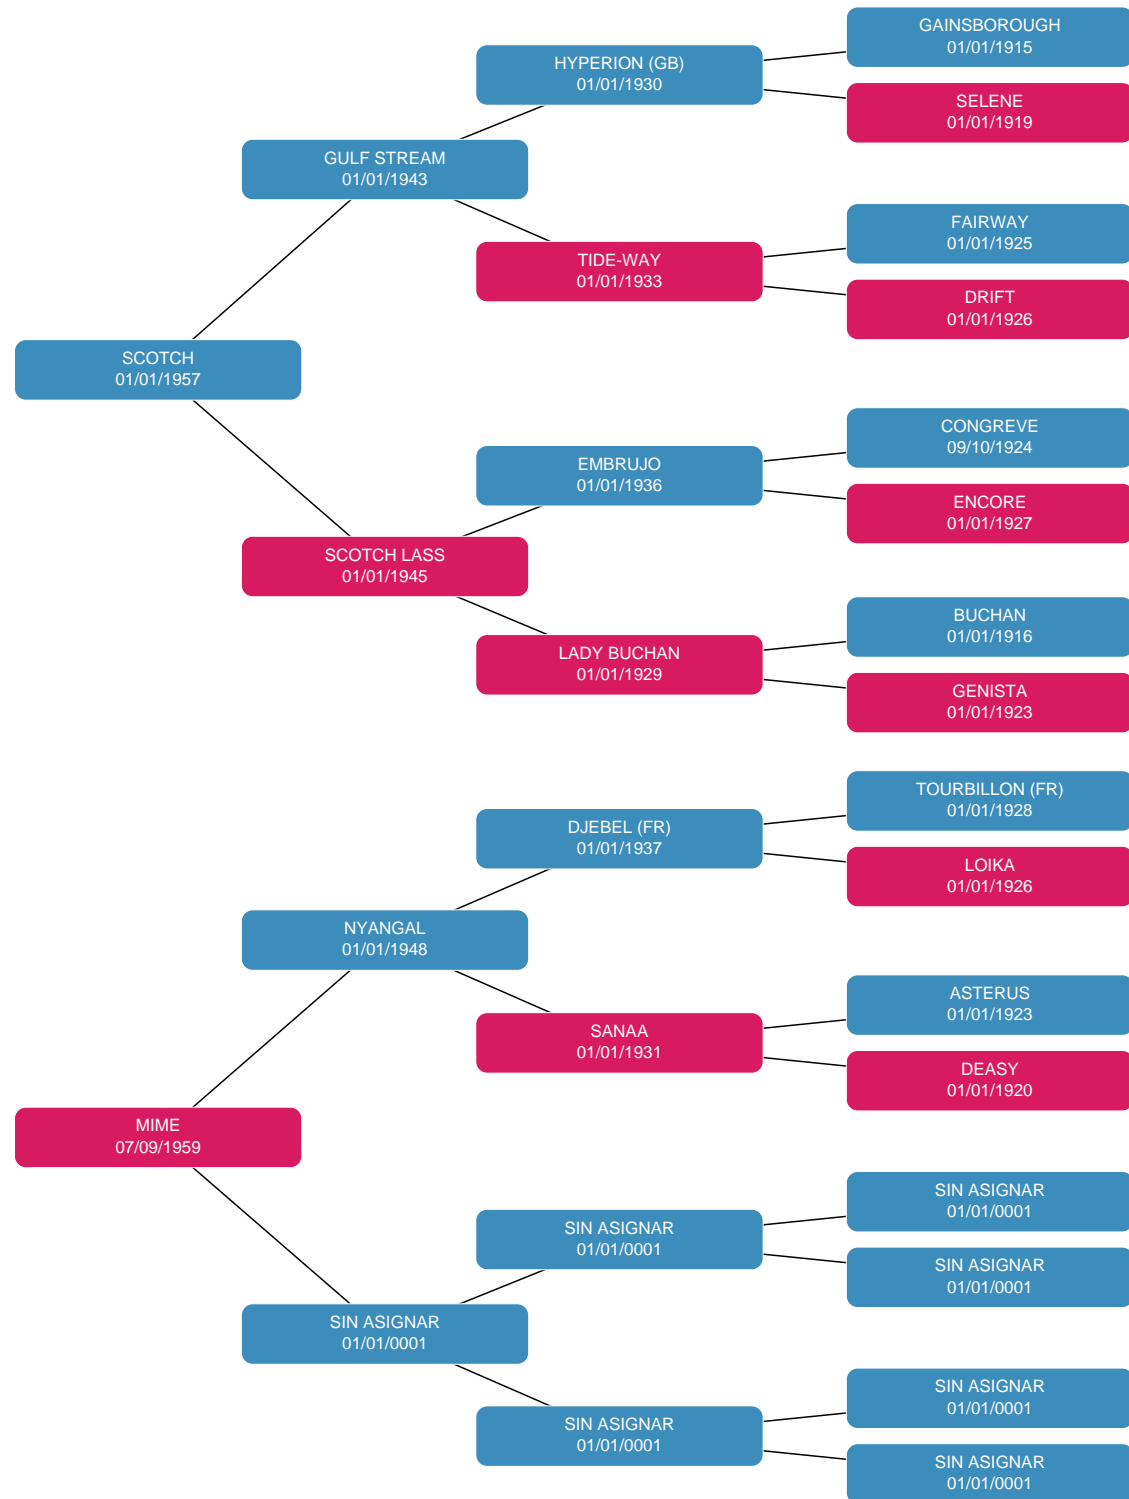 GAINSBOROUGH
01/01/1915
HYPERION (GB)
01/01/1930
SELENE
01/01/1919
GULF STREAM
01/01/1943
FAIRWAY
01/01/1925
TIDE-WAY
01/01/1933
DRIFT
01/01/1926
SCOTCH
01/01/1957
CONGREVE
09/10/1924
EMBRUJO
01/01/1936
ENCORE
01/01/1927
SCOTCH LASS
01/01/1945
BUCHAN
01/01/1916
LADY BUCHAN
01/01/1929
GENISTA
01/01/1923
TOURBILLON (FR)
01/01/1928
DJEBEL (FR)
01/01/1937
LOIKA
01/01/1926
NYANGAL
01/01/1948
ASTERUS
01/01/1923
SANAA
01/01/1931
DEASY
01/01/1920
MIME
07/09/1959
SIN ASIGNAR
01/01/0001
SIN ASIGNAR
01/01/0001
SIN ASIGNAR
01/01/0001
SIN ASIGNAR
01/01/0001
SIN ASIGNAR
01/01/0001
SIN ASIGNAR
01/01/0001
SIN ASIGNAR
01/01/0001